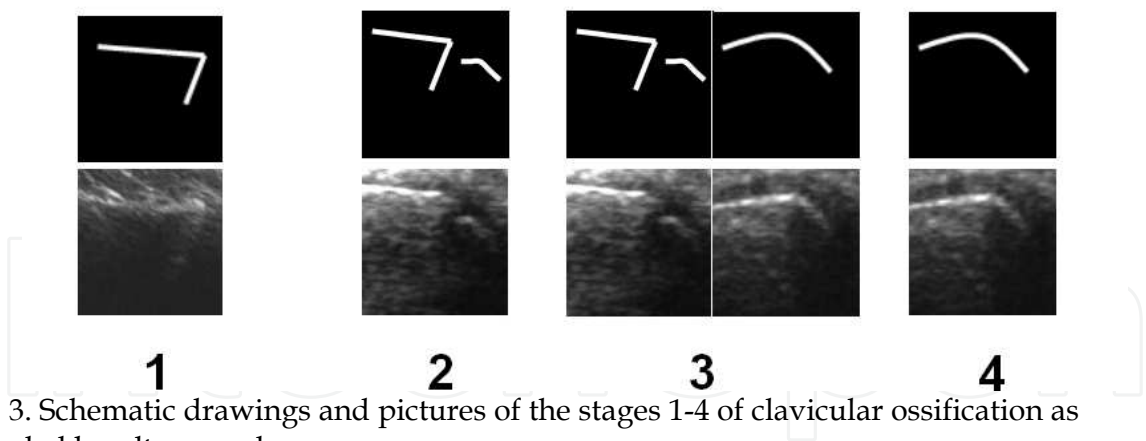 1 2 3 4
3. Schematic drawings and pictures of the stages 1-4 of clavicular ossification as